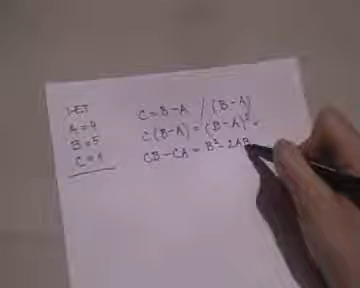 LET
A = 4
B = 5
C = 1
C = B - A / (B - A)
C(B - A) = (B - A)² =
CB - CA = B² - 2AB